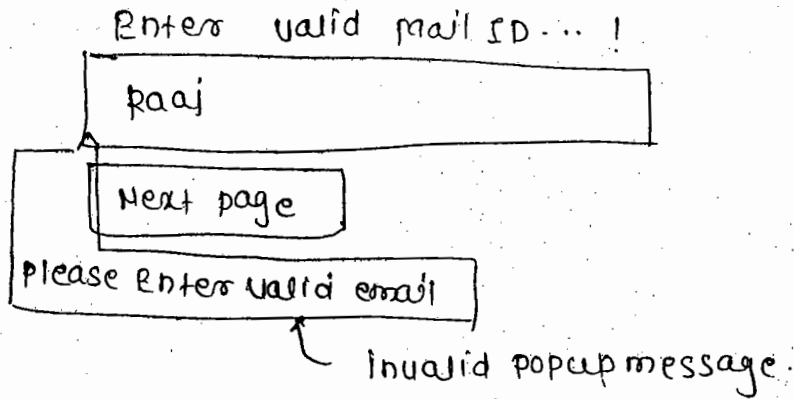 Enter valid Mail ID... !
Raaj
Next page
Please Enter valid email
invalid popup message.